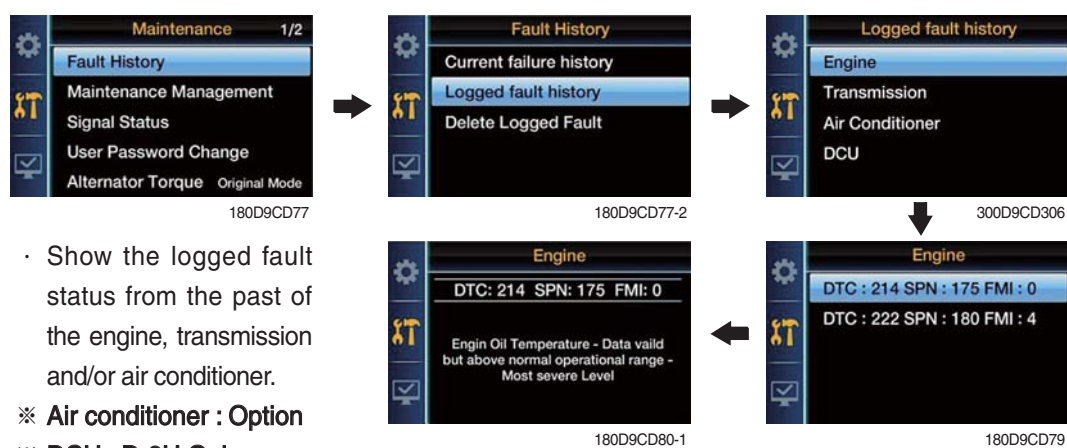 Maintenance 1/2
Fault History
Maintenance Management
Signal Status
User Password Change
Alternator Torque Original Mode
180D9CD77
Fault History
Current failure history
Logged fault history
Delete Logged Fault
180D9CD77-2
Logged fault history
Engine
Transmission
Air Conditioner
DCU
300D9CD306
· Show the logged fault
status from the past of
the engine, transmission
and/or air conditioner.
※ Air conditioner : Option
Engine
DTC : 214 SPN : 175 FMI : 0
DTC : 222 SPN : 180 FMI : 4
180D9CD79
Engine
DTC: 214 SPN: 175 FMI: 0
Engin Oil Temperature - Data vaild
but above normal operational range -
Most severe Level
180D9CD80-1